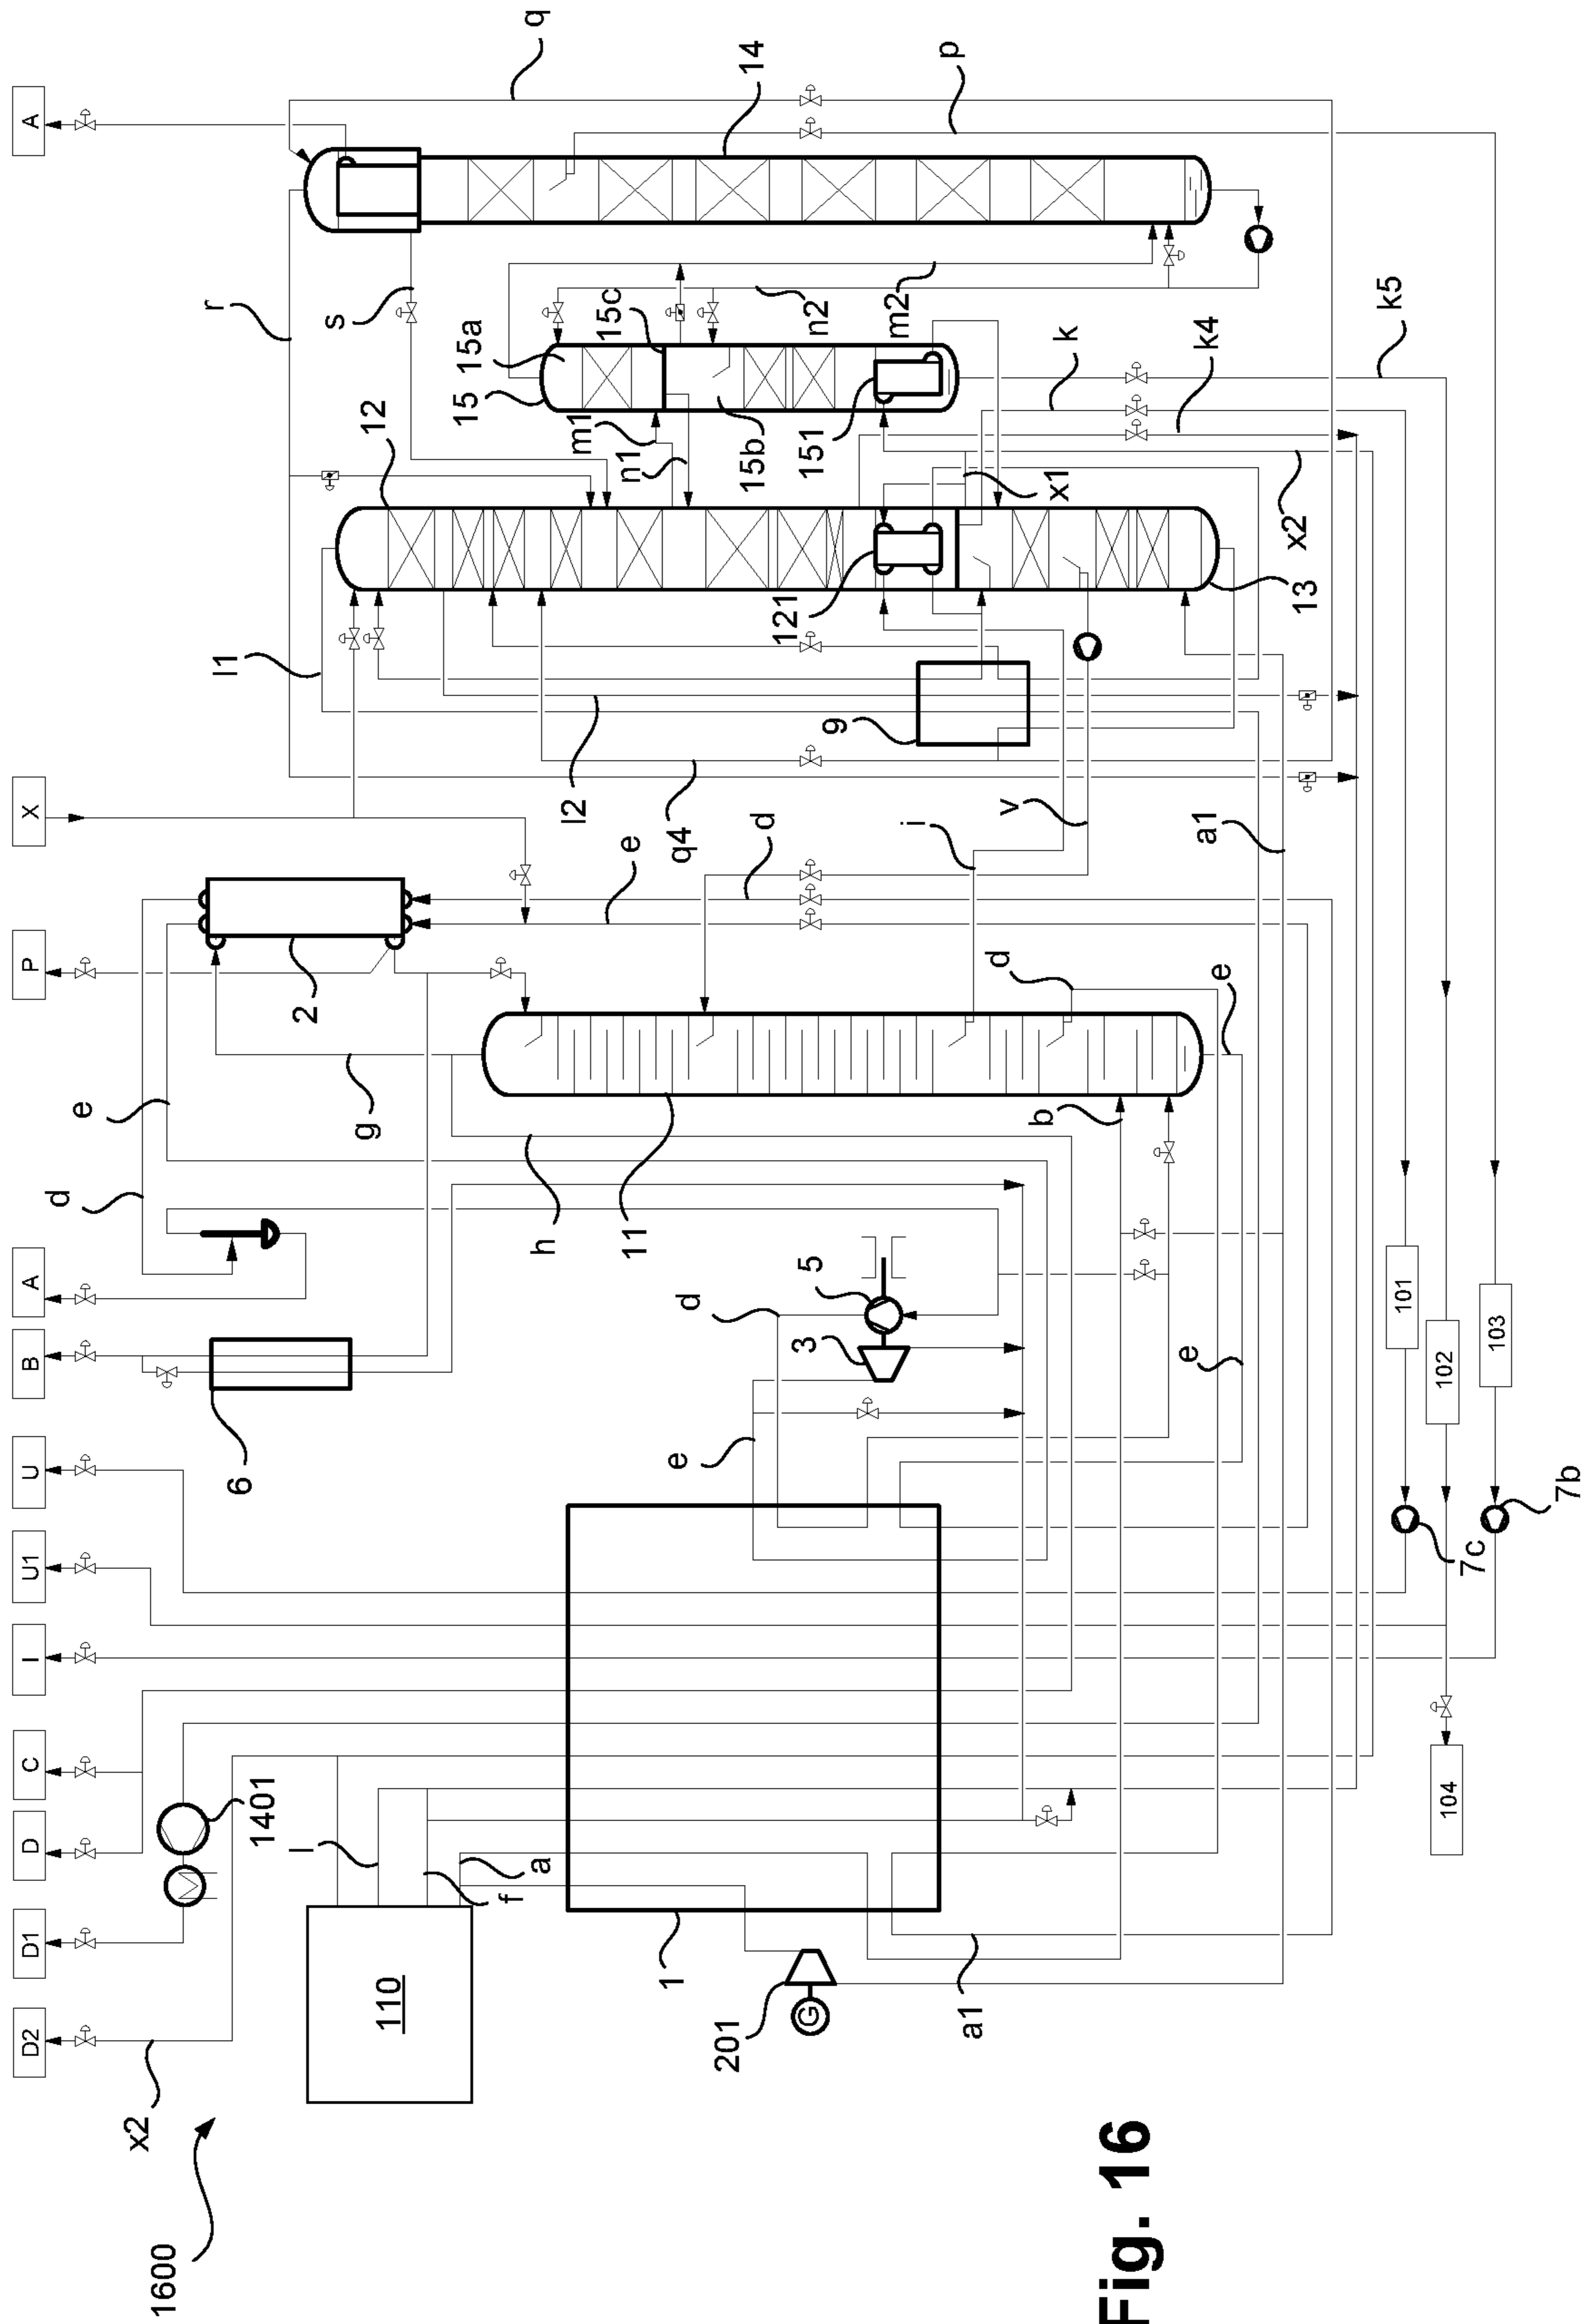 D2 D1 D C I U1 U B A P X A
d
e
x2
1600
r
l1
6
1401
l
2
s
g
12
110
15
15a
f
a
h
q
l2
m1
15c
11
e
n1
1
e
q4
d
201
15b
14
d
121
3
5
G
151
n2
9
m2
i
p
a1
d
v
b
x1
k
Fig. 16
e
a1
k4
e
x2
13
k5
101
104
102
7c
103
7b